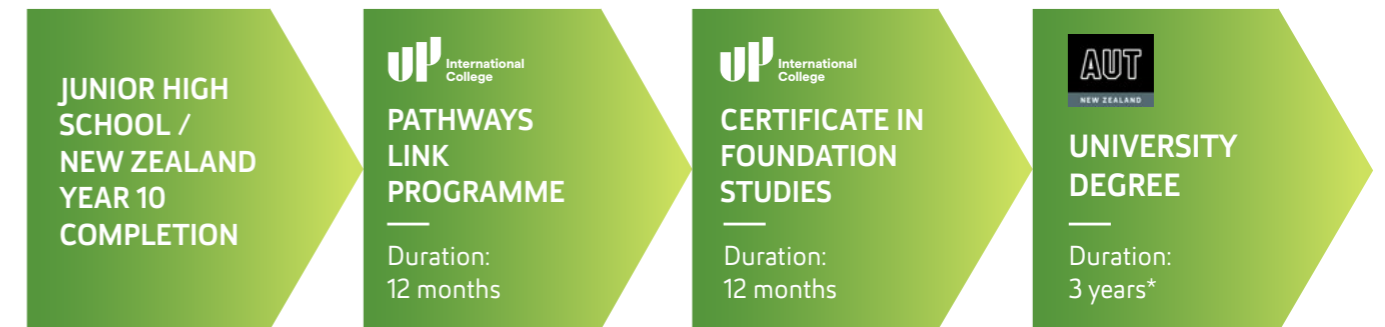 JUNIOR HIGH
SCHOOL /
NEW ZEALAND
YEAR 10
COMPLETION
UP International
College
PATHWAYS
LINK
PROGRAMME
Duration:
12 months
UP International
College
CERTIFICATE IN
FOUNDATION
STUDIES
Duration:
12 months
AUT
NEW ZEALAND
UNIVERSITY
DEGREE
Duration:
3 years*